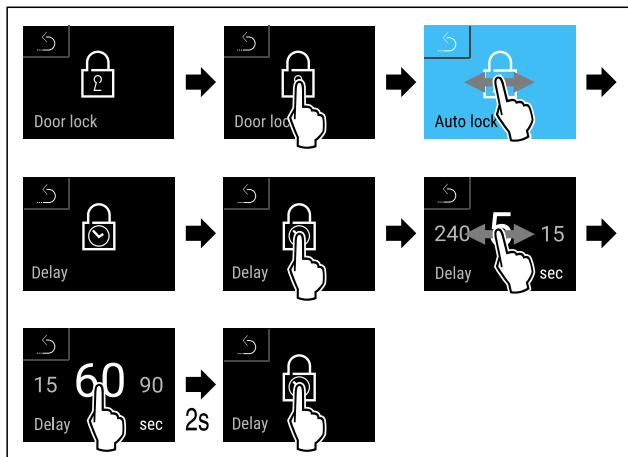 Door lock
Door loc
Auto lock
Delay
Delay
240 5 15
Delay sec
15 60 90
Delay sec
2s
Delay